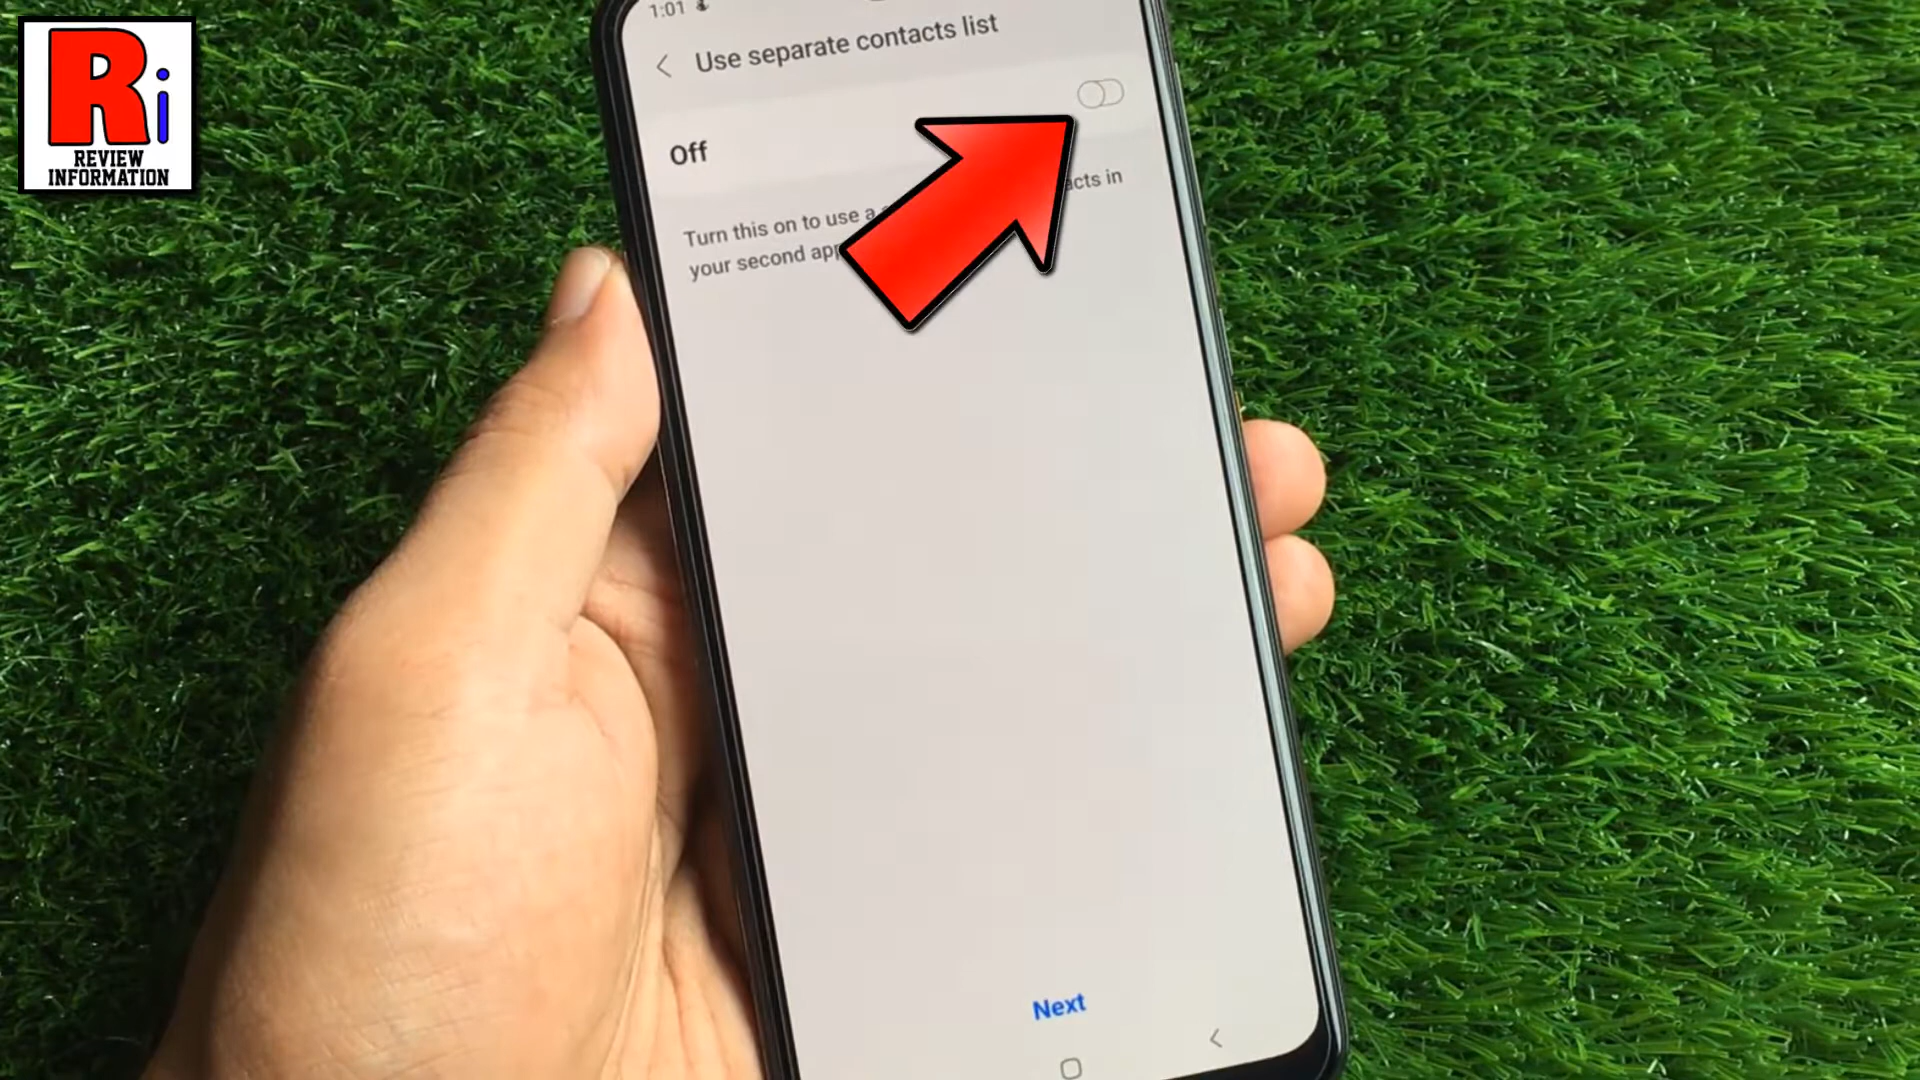 Ri
REVIEW
INFORMATION
1:01
Use separate contacts list
Off
Turn this on to use a
acts in
your second app
Next